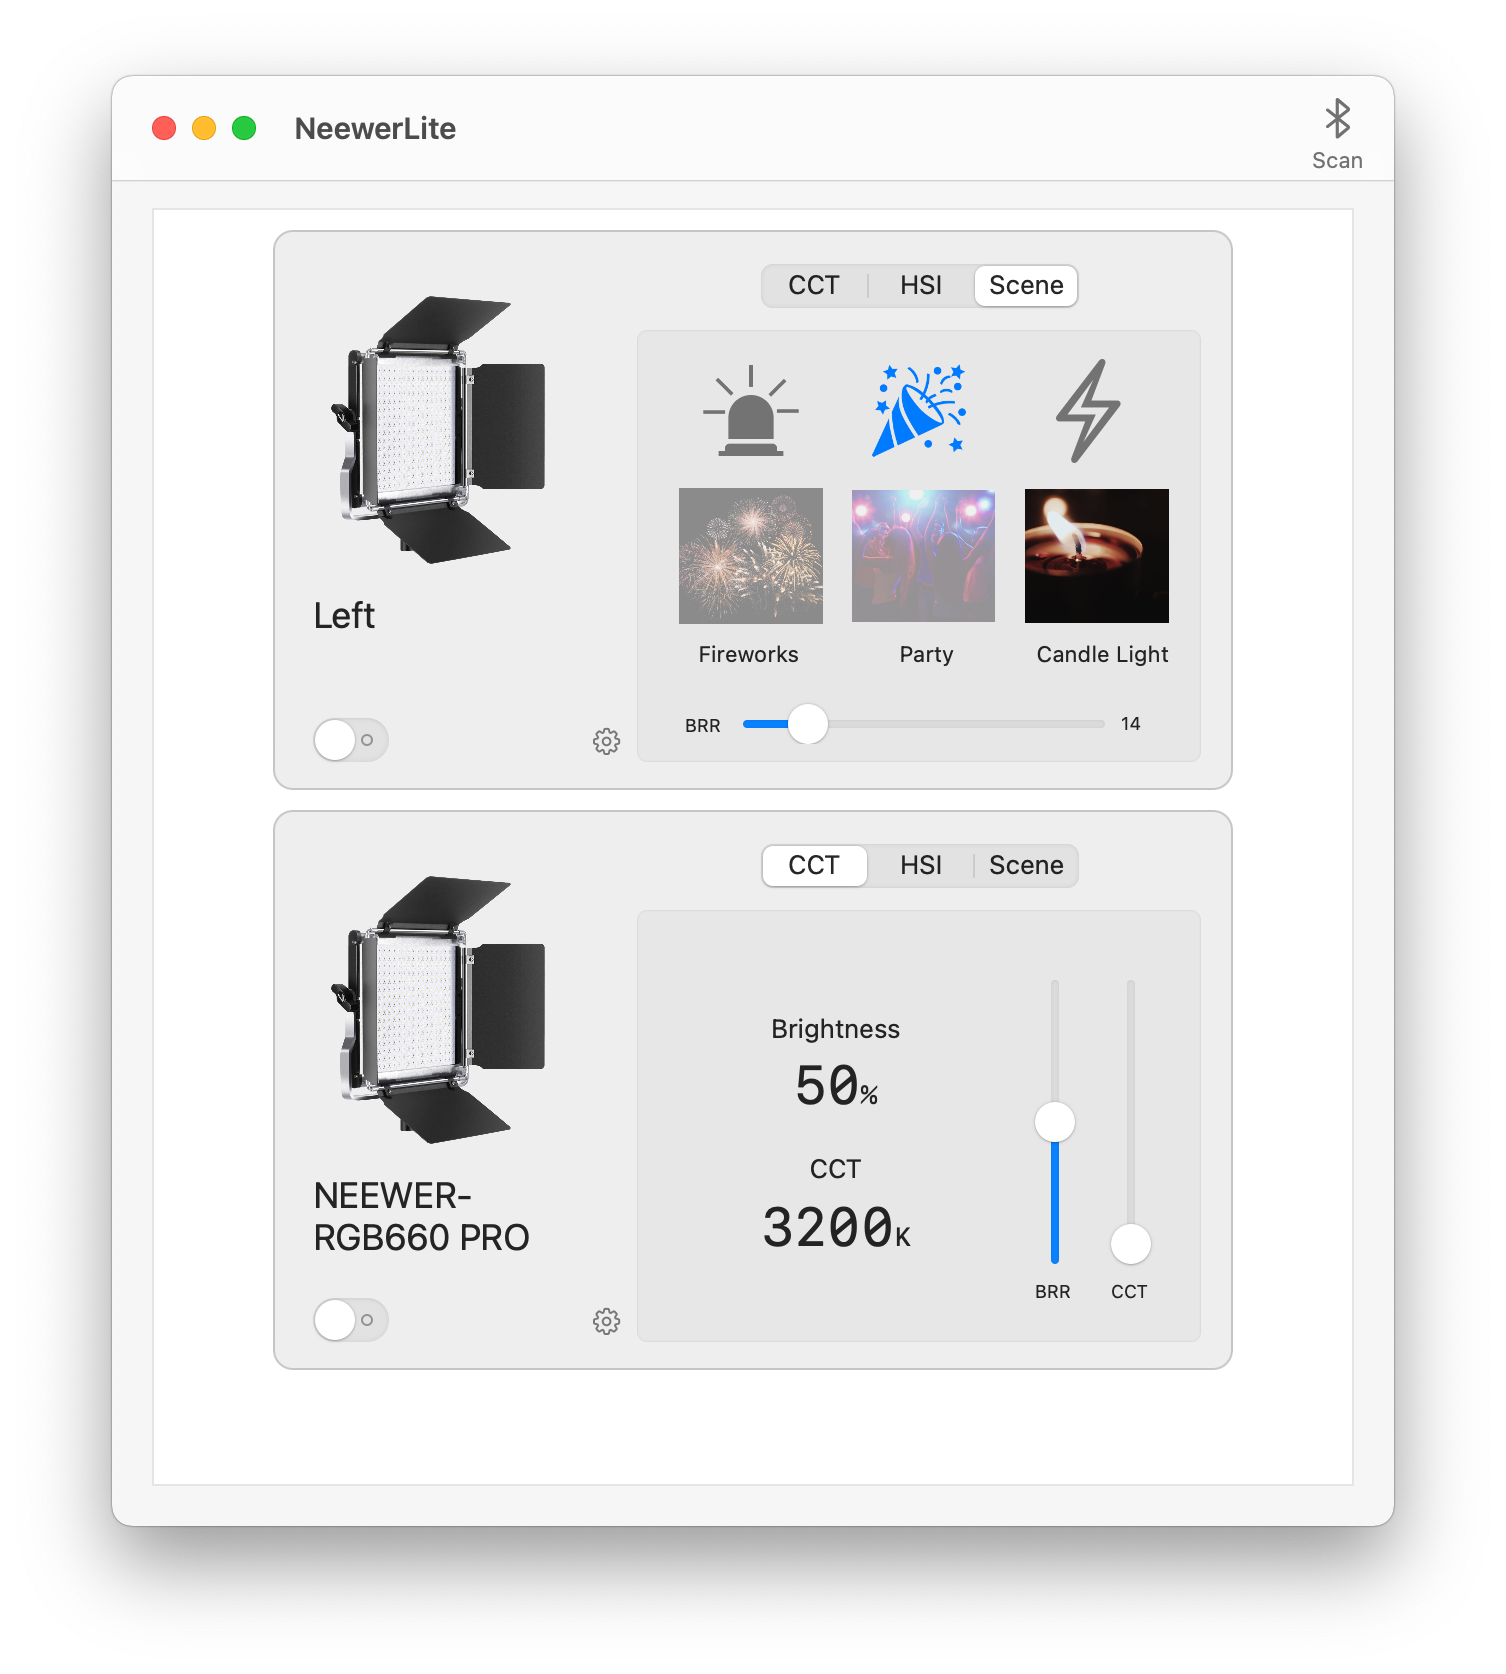 NeewerLite
Scan
CCT HSI Scene
Fireworks Party Candle Light
Left
BRR 14
CCT HSI Scene
Brightness
50%
CCT
3200K
NEEWER-
RGB660 PRO
BRR CCT